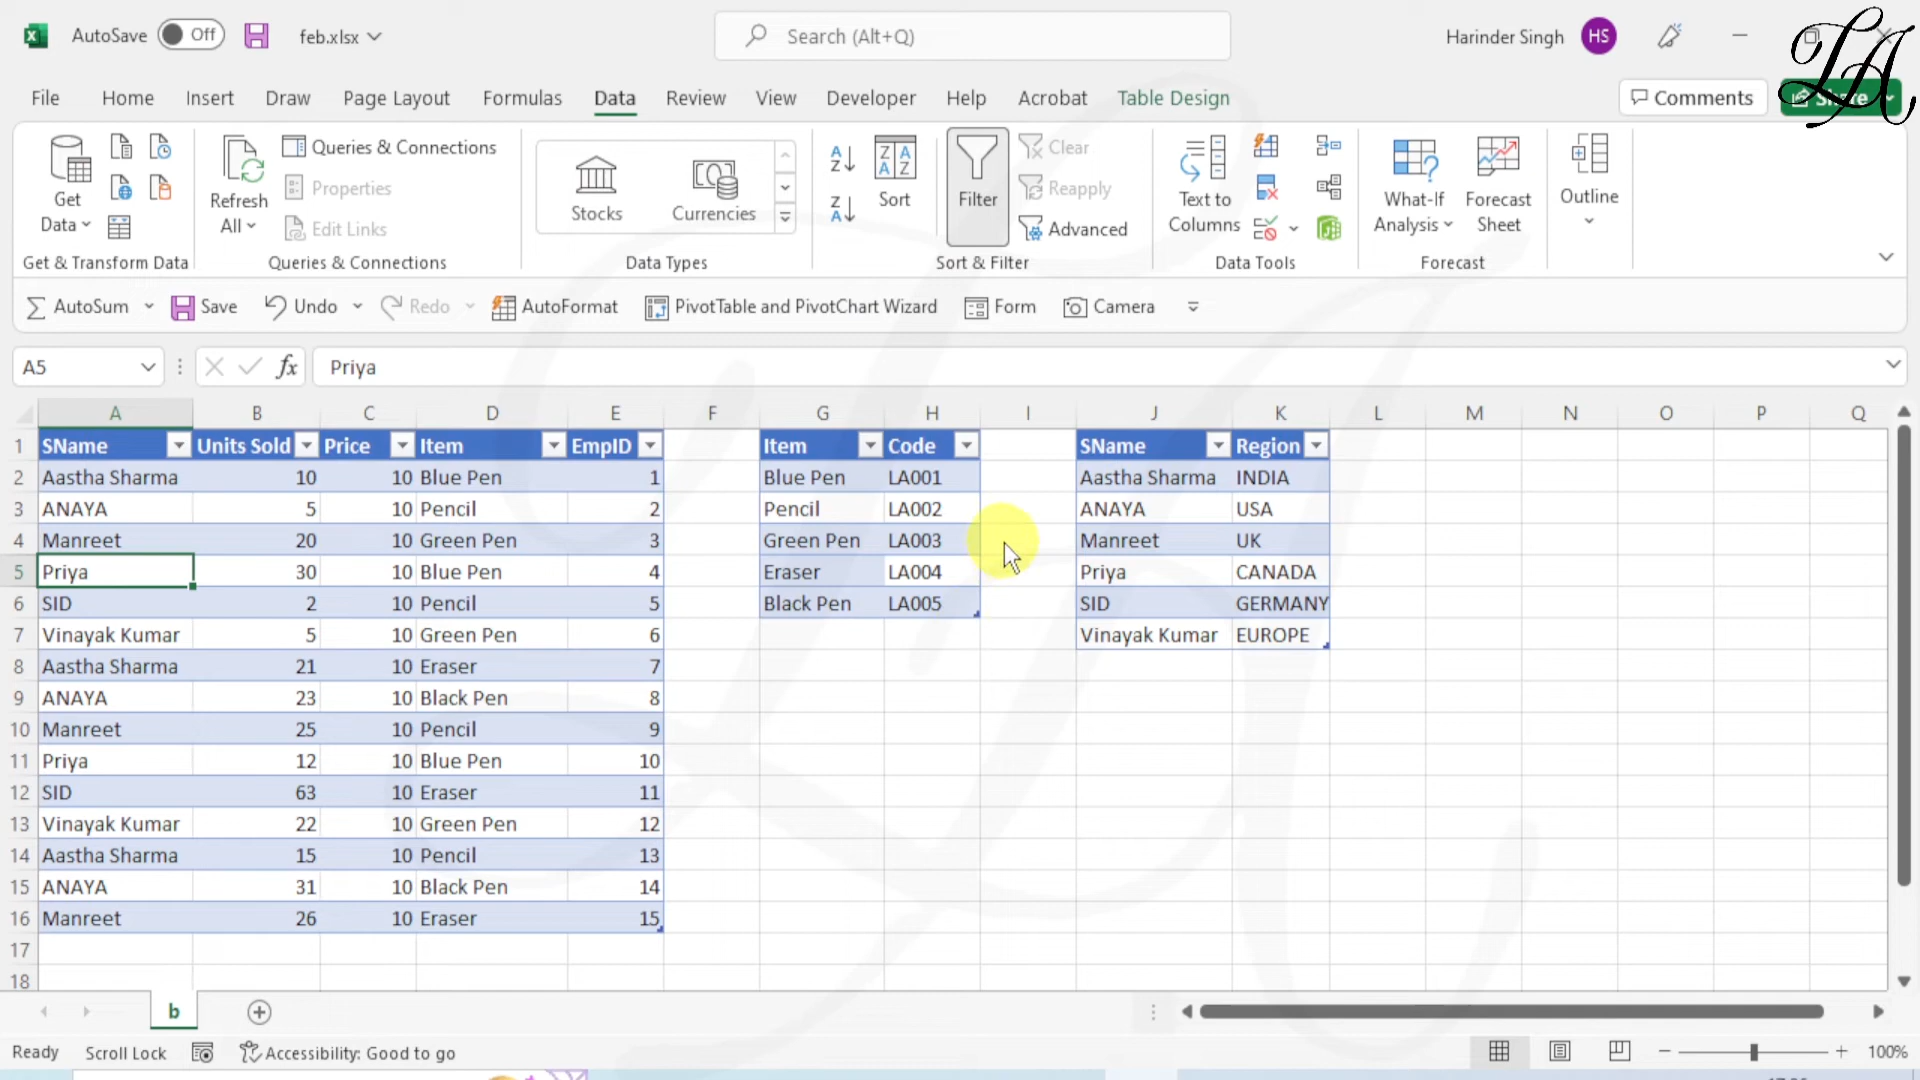 AutoSave Off feb.xlsx Search (Alt+Q) Harinder Singh HS
File Home Insert Draw Page Layout Formulas Data Review View Developer Help Acrobat Table Design Comments Share
Get Data Refresh All Queries & Connections Properties Edit Links Stocks Currencies Sort Filter Clear Reapply Advanced Text to Columns What-If Analysis Forecast Sheet Outline
Get & Transform Data Queries & Connections Data Types Sort & Filter Data Tools Forecast
AutoSum Save Undo Redo AutoFormat PivotTable and PivotChart Wizard Form Camera
A5 fx Priya
A B C D E F G H I J K L M N O P Q
1 SName Units Sold Price Item EmpID Item Code SName Region
2 Aastha Sharma 10 10 Blue Pen 1 Blue Pen LA001 Aastha Sharma INDIA
3 ANAYA 5 10 Pencil 2 Pencil LA002 ANAYA USA
4 Manreet 20 10 Green Pen 3 Green Pen LA003 Manreet UK
5 Priya 30 10 Blue Pen 4 Eraser LA004 Priya CANADA
6 SID 2 10 Pencil 5 Black Pen LA005 SID GERMANY
7 Vinayak Kumar 5 10 Green Pen 6 Vinayak Kumar EUROPE
8 Aastha Sharma 21 10 Eraser 7
9 ANAYA 23 10 Black Pen 8
10 Manreet 25 10 Pencil 9
11 Priya 12 10 Blue Pen 10
12 SID 63 10 Eraser 11
13 Vinayak Kumar 22 10 Green Pen 12
14 Aastha Sharma 15 10 Pencil 13
15 ANAYA 31 10 Black Pen 14
16 Manreet 26 10 Eraser 15
17
18
b
Ready Scroll Lock Accessibility: Good to go 100%
LA